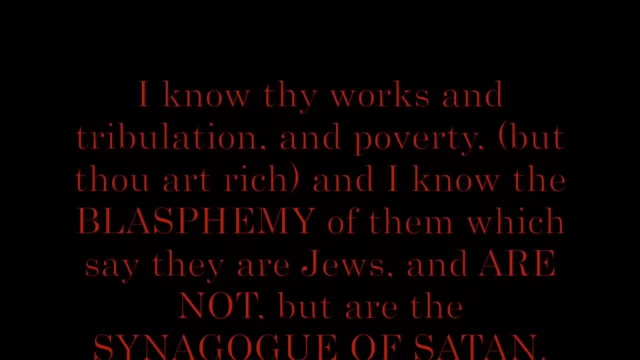 I know thy works and
tribulation, and poverty, (but
thou art rich) and I know the
BLASPHEMY of them which
say they are Jews, and ARE
NOT, but are the
SYNAGOGUE OF SATAN.